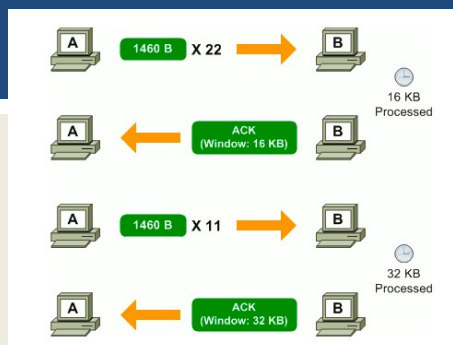 A 1460 B X 22 B
16 KB
Processed
A ACK B
(Window: 16 KB)
A 1460 B X 11 B
32 KB
Processed
A ACK B
(Window: 32 KB)